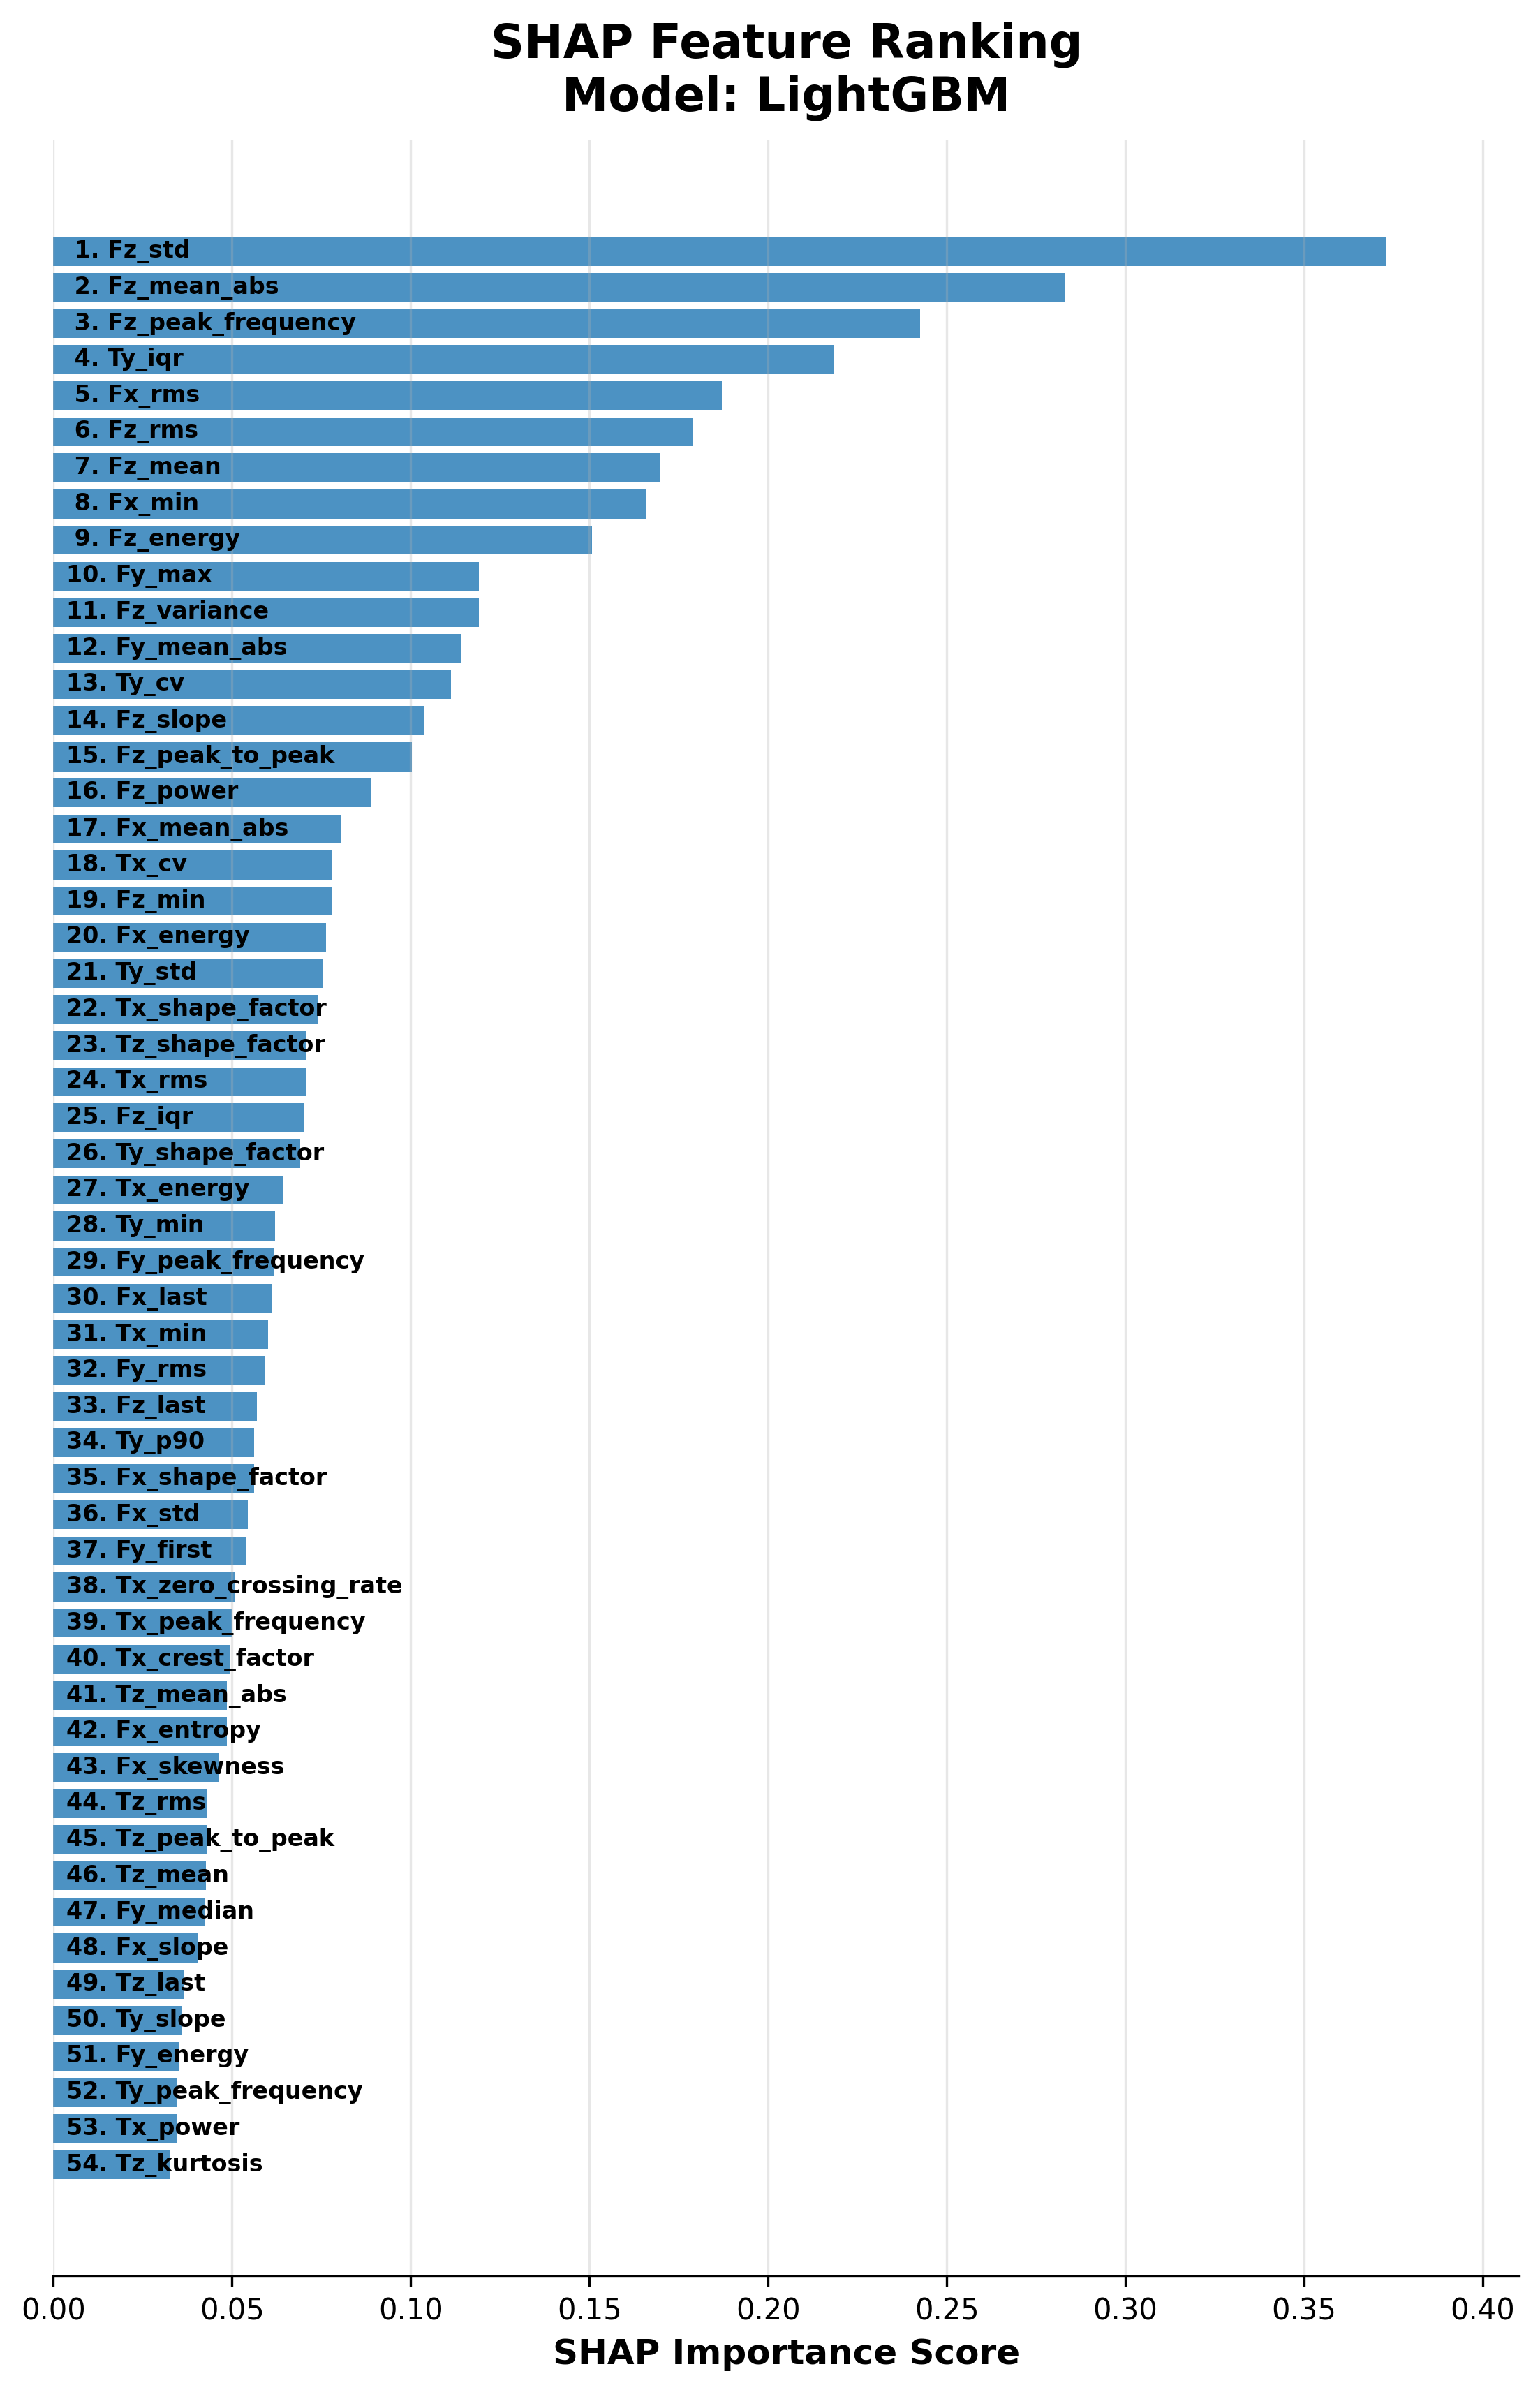 SHAP Feature Ranking
Model: LightGBM
1. Fz_std
2. Fz_mean_abs
3. Fz_peak_frequency
4. Ty_iqr
5. Fx_rms
6. Fz_rms
7. Fz_mean
8. Fx_min
9. Fz_energy
10. Fy_max
11. Fz_variance
12. Fy_mean_abs
13. Ty_cv
14. Fz_slope
15. Fz_peak_to_peak
16. Fz_power
17. Fx_mean_abs
18. Tx_cv
19. Fz_min
20. Fx_energy
21. Ty_std
22. Tx_shape_factor
23. Tz_shape_factor
24. Tx_rms
25. Fz_iqr
26. Ty_shape_factor
27. Tx_energy
28. Ty_min
29. Fy_peak_frequency
30. Fx_last
31. Tx_min
32. Fy_rms
33. Fz_last
34. Ty_p90
35. Fx_shape_factor
36. Fx_std
37. Fy_first
38. Tx_zero_crossing_rate
39. Tx_peak_frequency
40. Tx_crest_factor
41. Tz_mean_abs
42. Fx_entropy
43. Fx_skewness
44. Tz_rms
45. Tz_peak_to_peak
46. Tz_mean
47. Fy_median
48. Fx_slope
49. Tz_last
50. Ty_slope
51. Fy_energy
52. Ty_peak_frequency
53. Tx_power
54. Tz_kurtosis
0.00 0.05 0.10 0.15 0.20 0.25 0.30 0.35 0.40
SHAP Importance Score